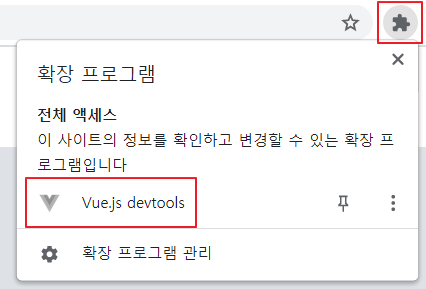 확장 프로그램
전체 액세스
이 사이트의 정보를 확인하고 변경할 수 있는 확장 프
로그램입니다
Vue.js devtools
확장 프로그램 관리